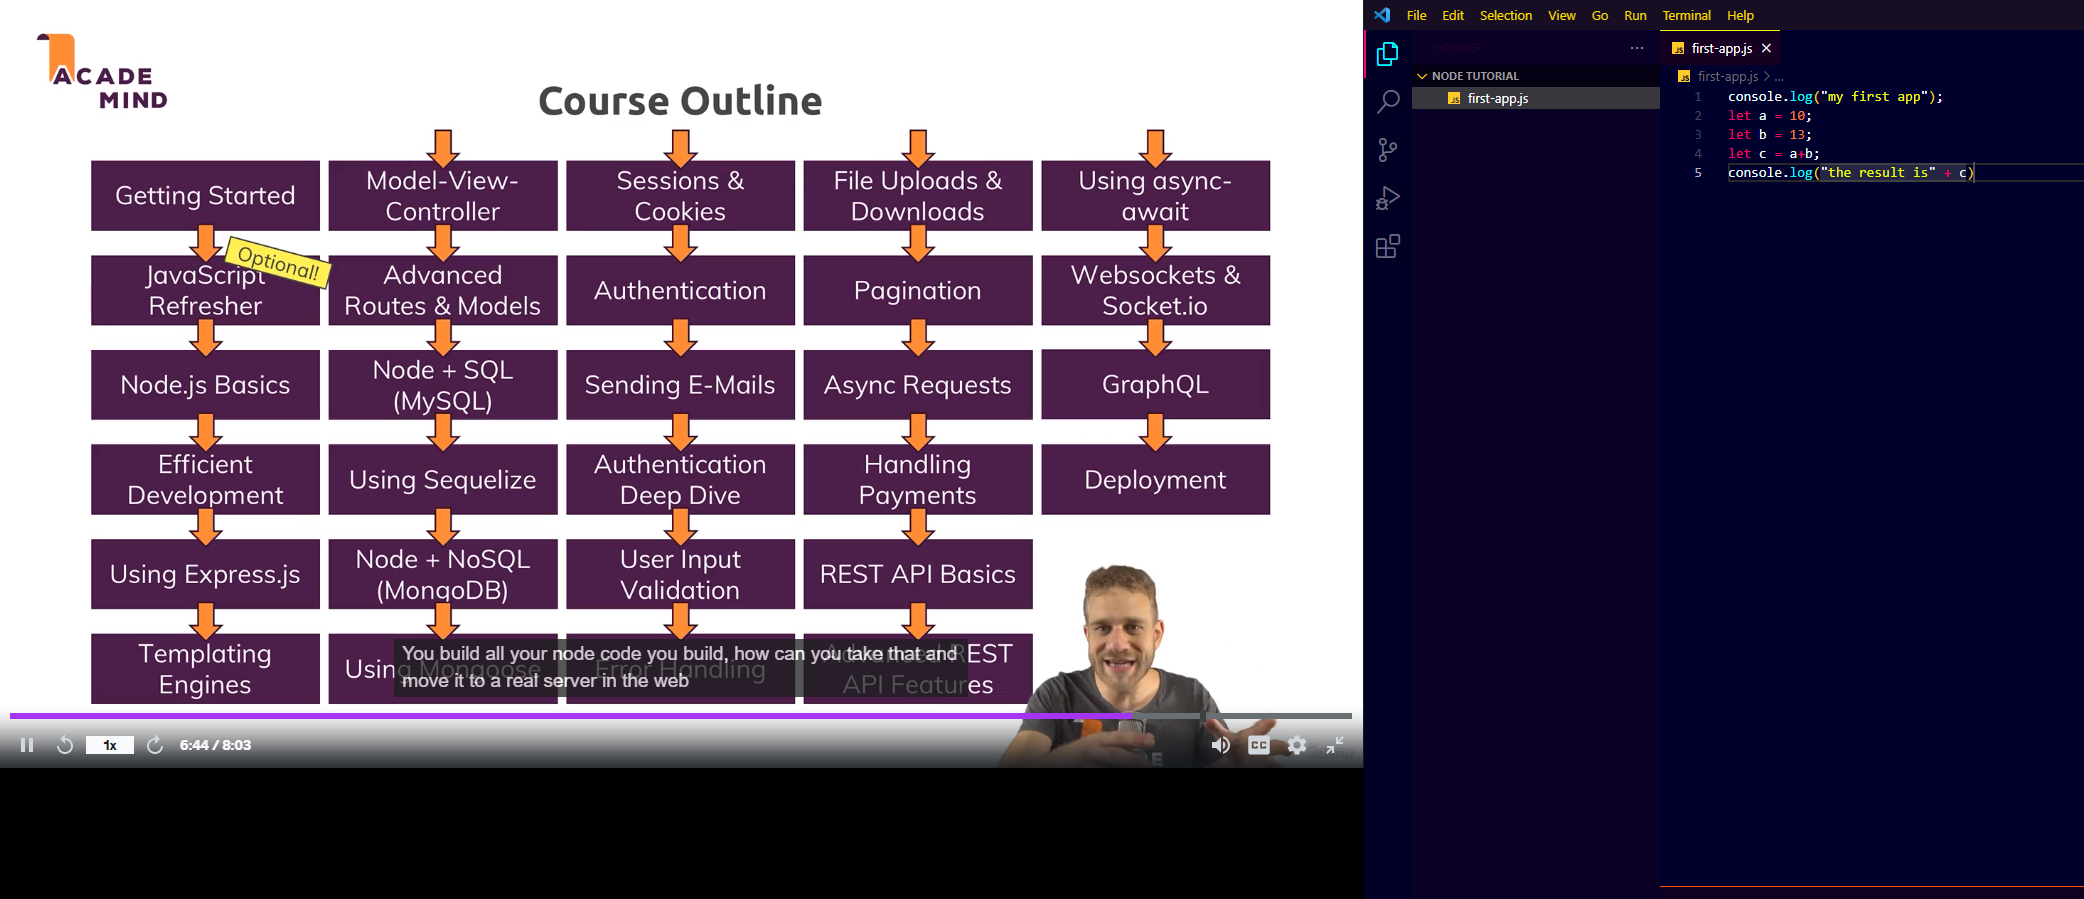 ACADE
MIND
Course Outline
Getting Started
Optional!
JavaScript
Refresher
Node.js Basics
Efficient
Development
Using Express.js
Templating
Engines
Model-View-
Controller
Advanced
Routes & Models
Node + SQL
(MySQL)
Using Sequelize
Node + NoSQL
(MongoDB)
Using Mongoose
Sessions &
Cookies
Authentication
Sending E-Mails
Authentication
Deep Dive
User Input
Validation
Error Handling
File Uploads &
Downloads
Pagination
Async Requests
Handling
Payments
REST API Basics
Advanced REST
API Features
Using async-
await
Websockets &
Socket.io
GraphQL
Deployment
You build all your node code you build, how can you take that and
move it to a real server in the web
1x
6:44 / 8:03
CC
File Edit Selection View Go Run Terminal Help
EXPLORER
NODE TUTORIAL
JS first-app.js
JS first-app.js
JS first-app.js > ...
1 console.log("my first app");
2 let a = 10;
3 let b = 13;
4 let c = a+b;
5 console.log("the result is" + c)